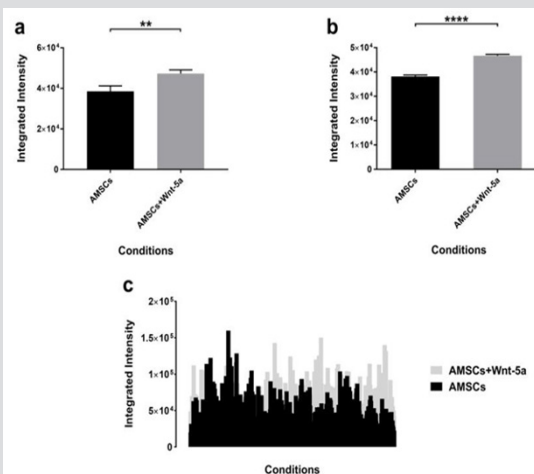 a
**
Integrated Intensity
6×10⁴
4×10⁴
2×10⁴
0
AMSCs
AMSCs+Wnt-5a
Conditions
b
****
Integrated Intensity
5×10⁴
4×10⁴
3×10⁴
2×10⁴
1×10⁴
0
AMSCs
AMSCs+Wnt-5a
Conditions
c
Integrated Intensity
2×10⁵
1.5×10⁵
1×10⁵
5×10⁴
0
Conditions
AMSCs+Wnt-5a
AMSCs